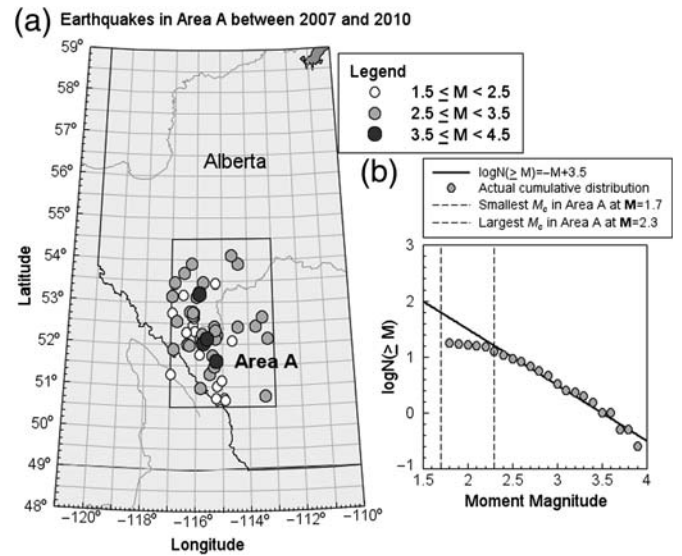 (a) Earthquakes in Area A between 2007 and 2010
59°
58°
57°
56°
55°
54°
53°
52°
51°
50°
49°
48°
Latitude
Alberta
Area A
−120° −118° −116° −114° −112° −110°
Longitude
Legend
1.5 ≤ M < 2.5
2.5 ≤ M < 3.5
3.5 ≤ M < 4.5
(b)
logN(≥ M)=−M+3.5
Actual cumulative distribution
Smallest Mc in Area A at M=1.7
Largest Mc in Area A at M=2.3
3
2
1
0
−1
logN(≥ M)
1.5 2 2.5 3 3.5 4
Moment Magnitude